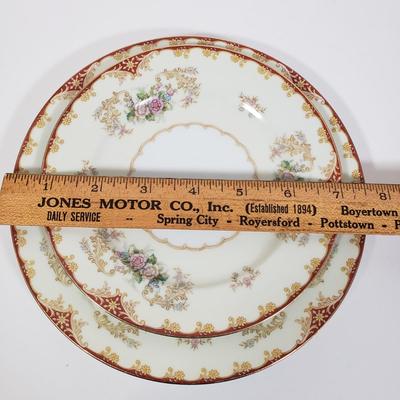 1 2 3 4 5 6 7 8
JONES MOTOR CO., Inc. (Established 1894) Boyertown
DAILY SERVICE -- Spring City - Royersford - Pottstown -